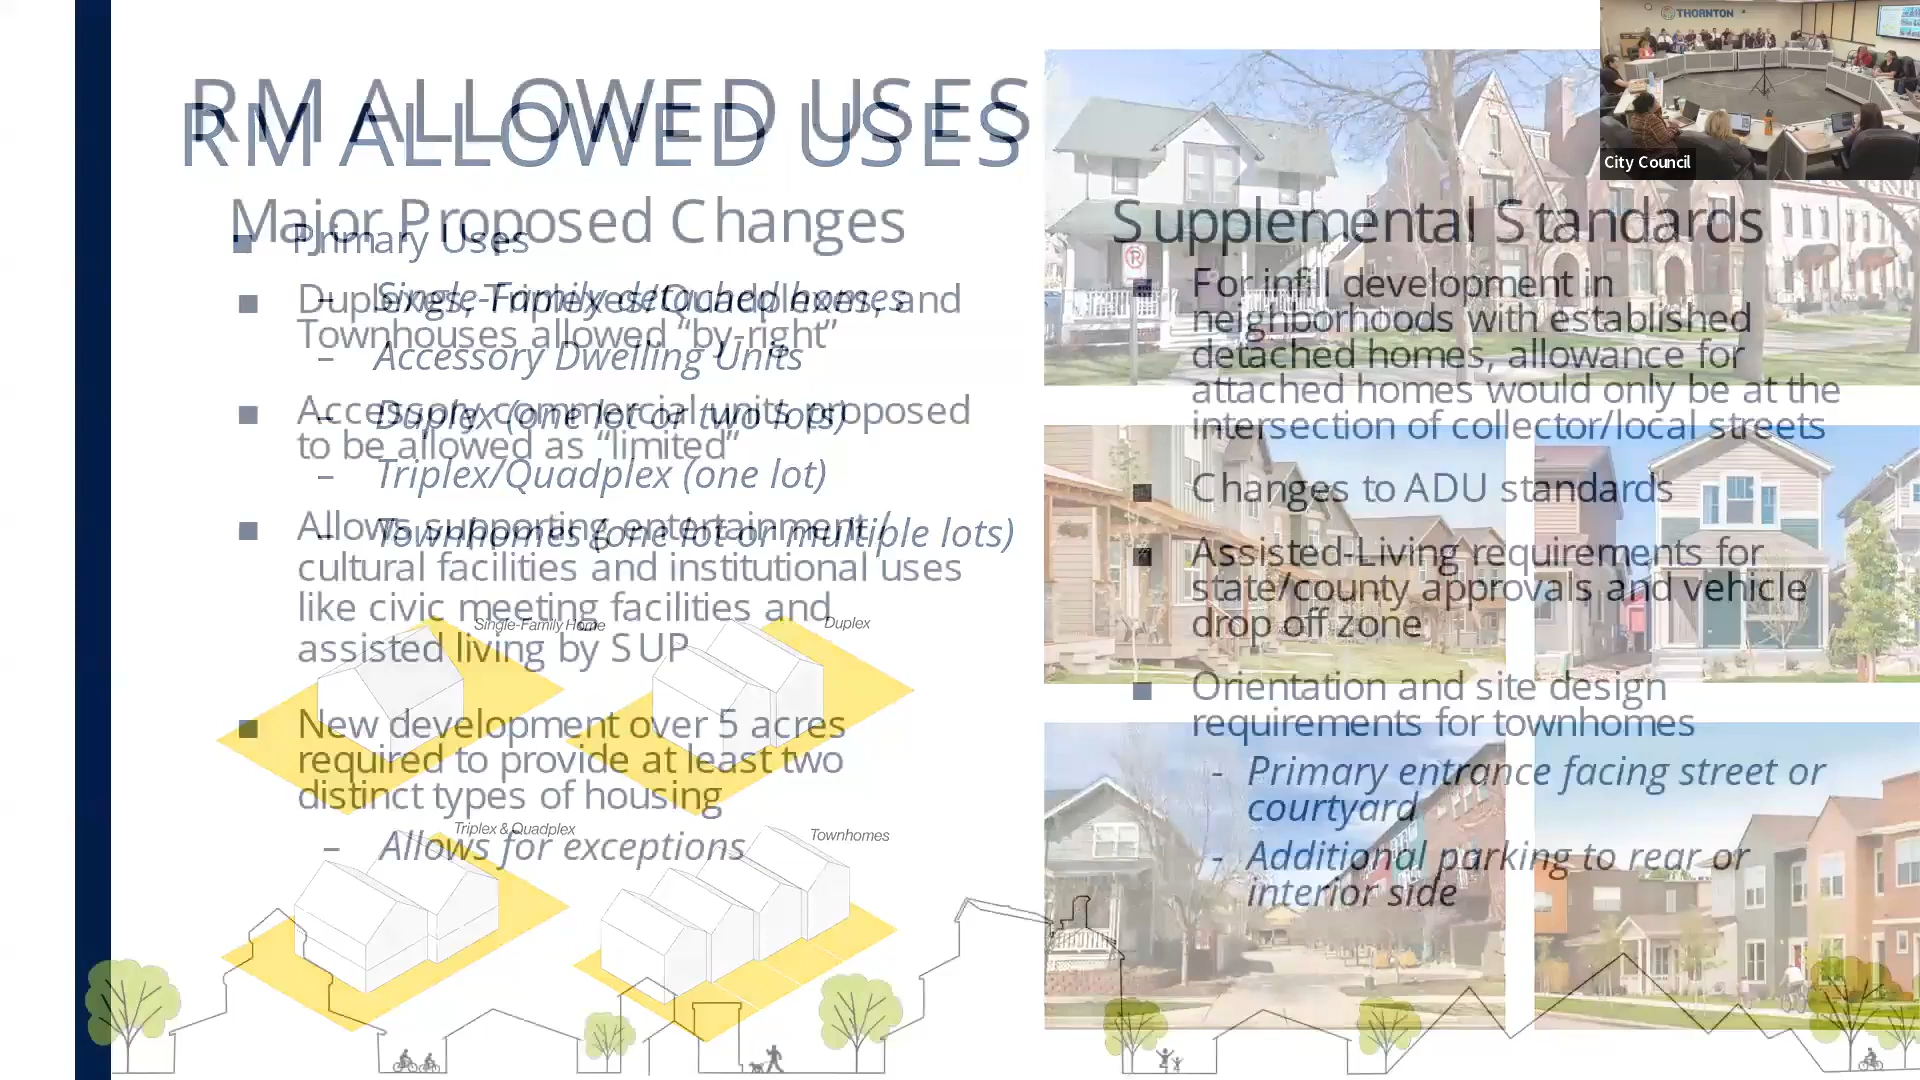 THORNTON
City Council
RM ALLOWED USES
RM ALLOWED USES
Major Proposed Changes
Duplexes, Triplexes/Quadplexes, and
Townhouses allowed “by-right”
Accessory commercial units proposed
to be allowed as “limited”
Allows supporting entertainment /
cultural facilities and institutional uses
like civic meeting facilities and
assisted living by SUP
New development over 5 acres
required to provide at least two
distinct types of housing
– Allows for exceptions
Primary Uses
– Single-Family detached homes
– Accessory Dwelling Units
– Duplex (one lot or two lots)
– Triplex/Quadplex (one lot)
– Townhomes (one lot or multiple lots)
Single-Family Home
Duplex
Triplex & Quadplex
Townhomes
Supplemental Standards
For infill development in
neighborhoods with established
detached homes, allowance for
attached homes would only be at the
intersection of collector/local streets
Changes to ADU standards
Assisted-Living requirements for
state/county approvals and vehicle
drop off zone
Orientation and site design
requirements for townhomes
- Primary entrance facing street or
courtyard
- Additional parking to rear or
interior side